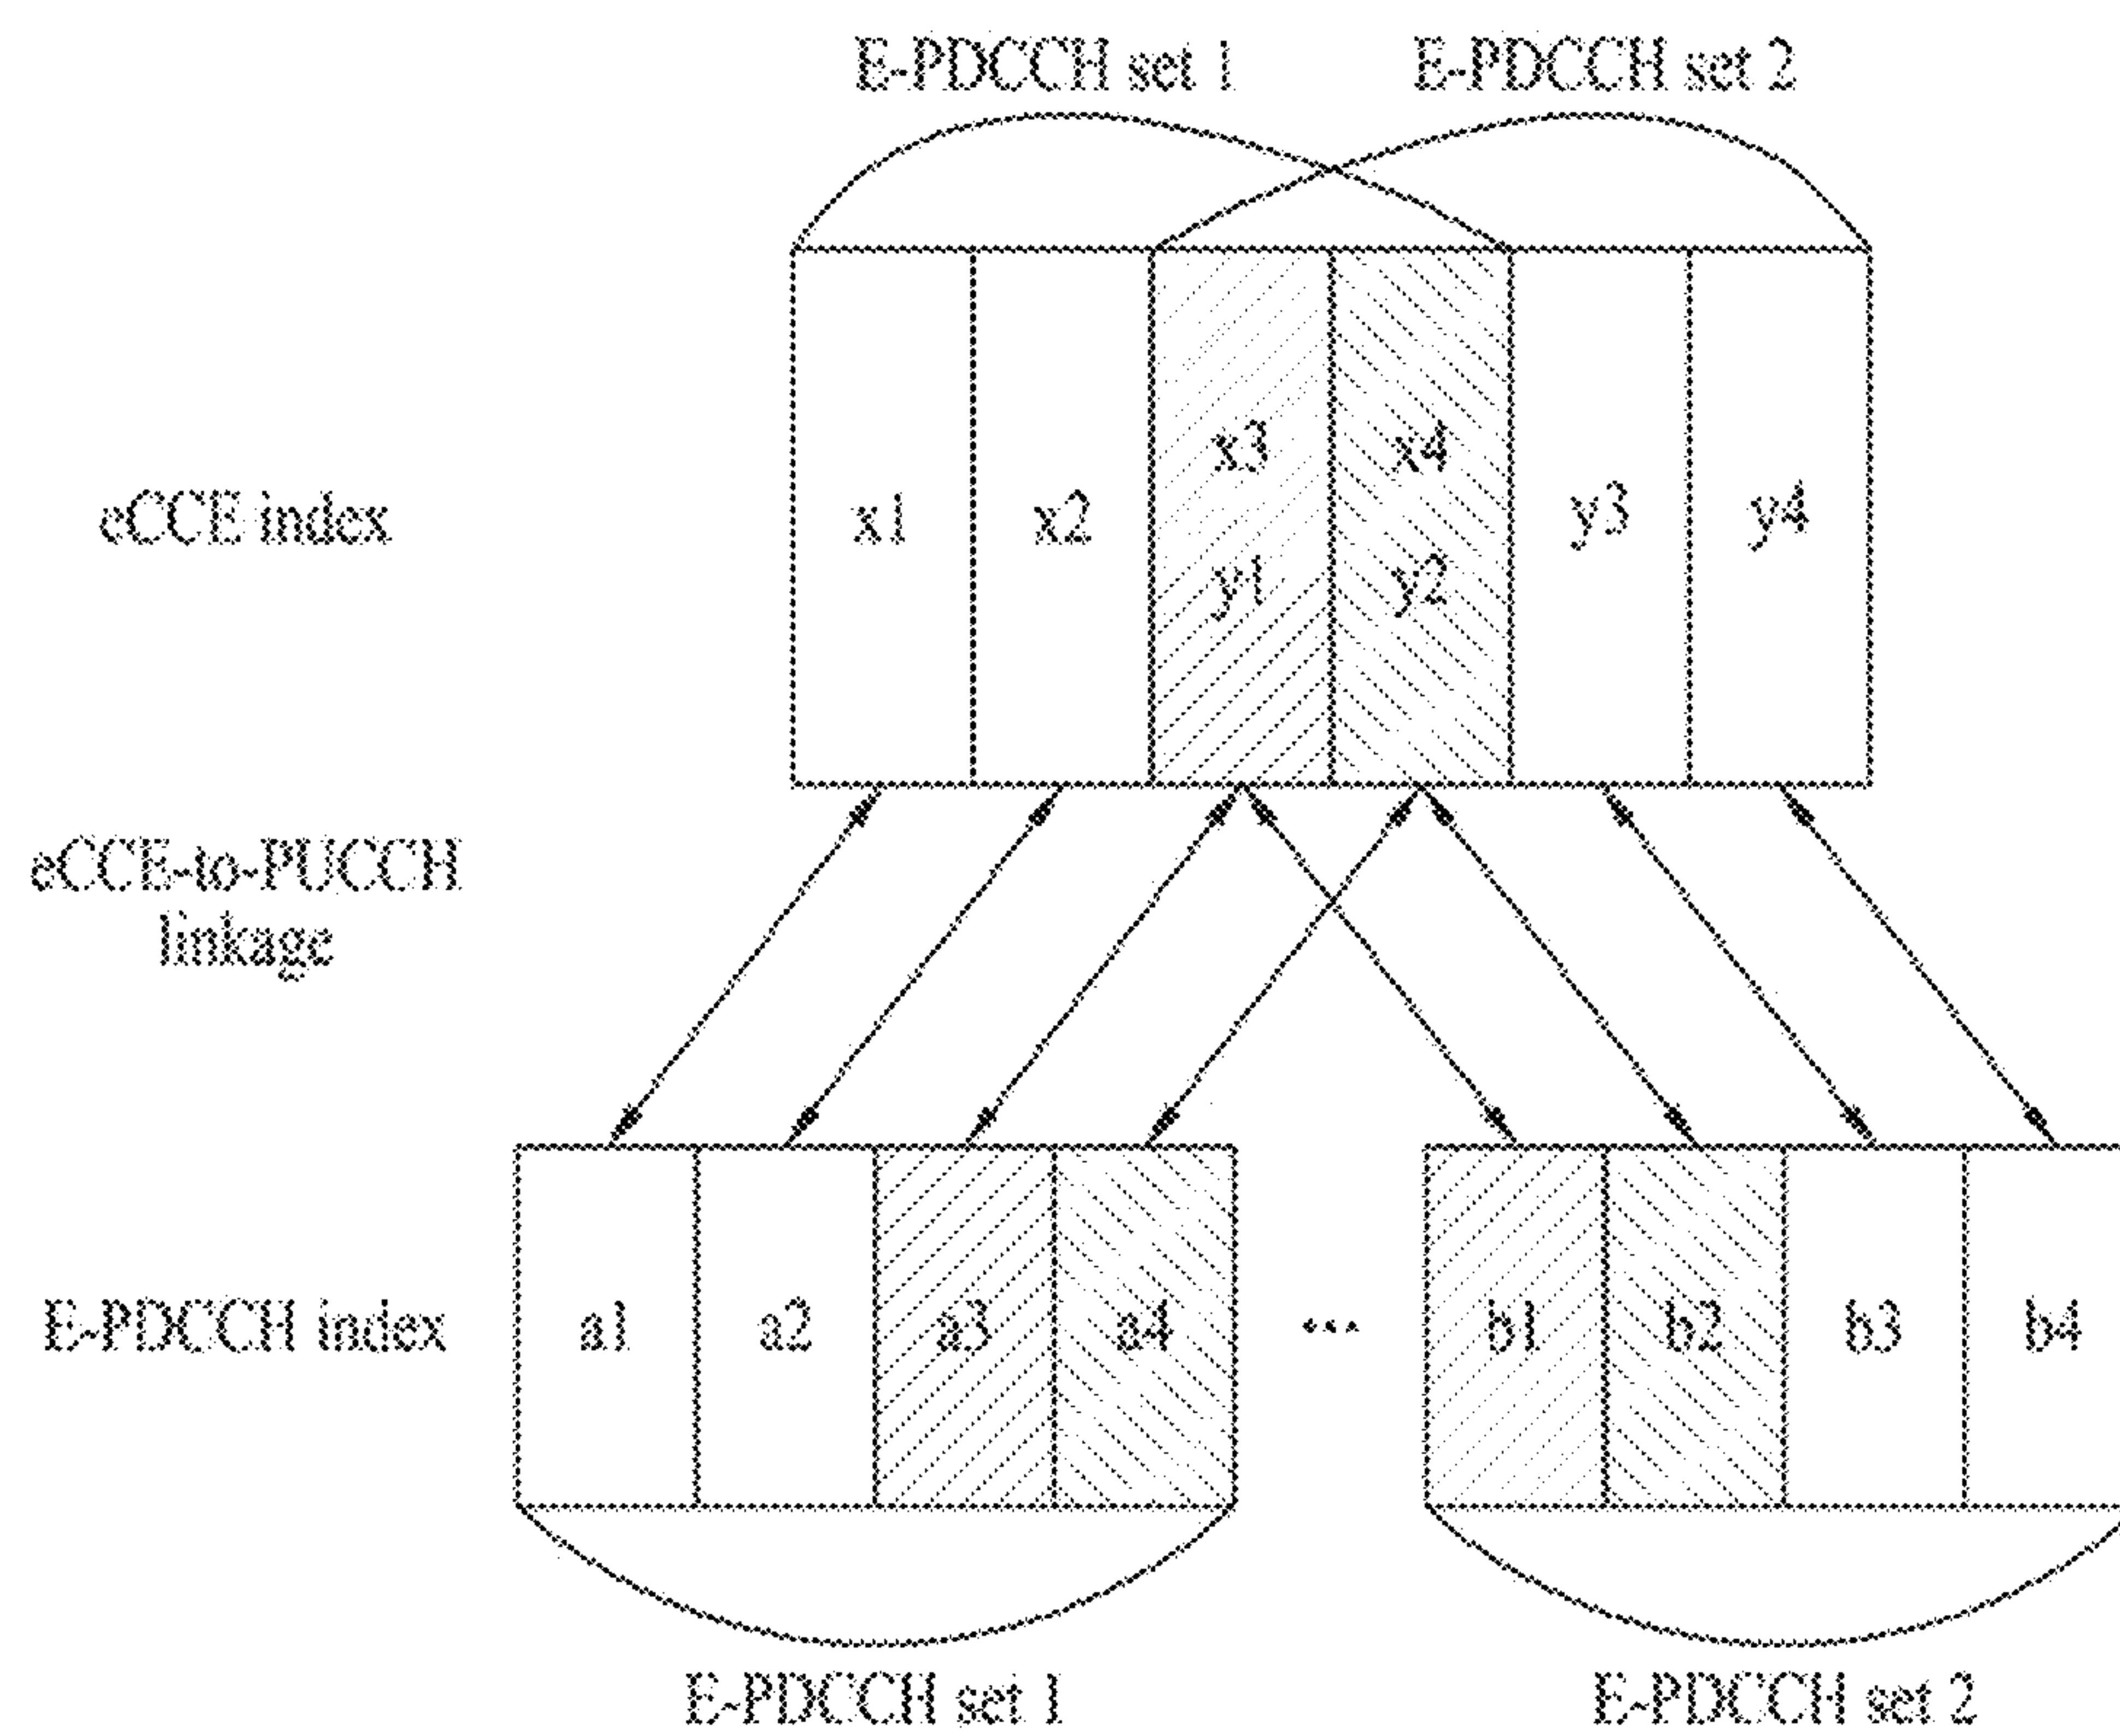 E-PDCCH set 1 E-PDCCH set 2
x3 x4
eCCE index x1 x2 y3 y4
y1 y2
eCCE-to-PUCCH
linkage
E-PDCCH index a1 a2 a3 a4 ... b1 b2 b3 b4
E-PDCCH set 1 E-PDCCH set 2